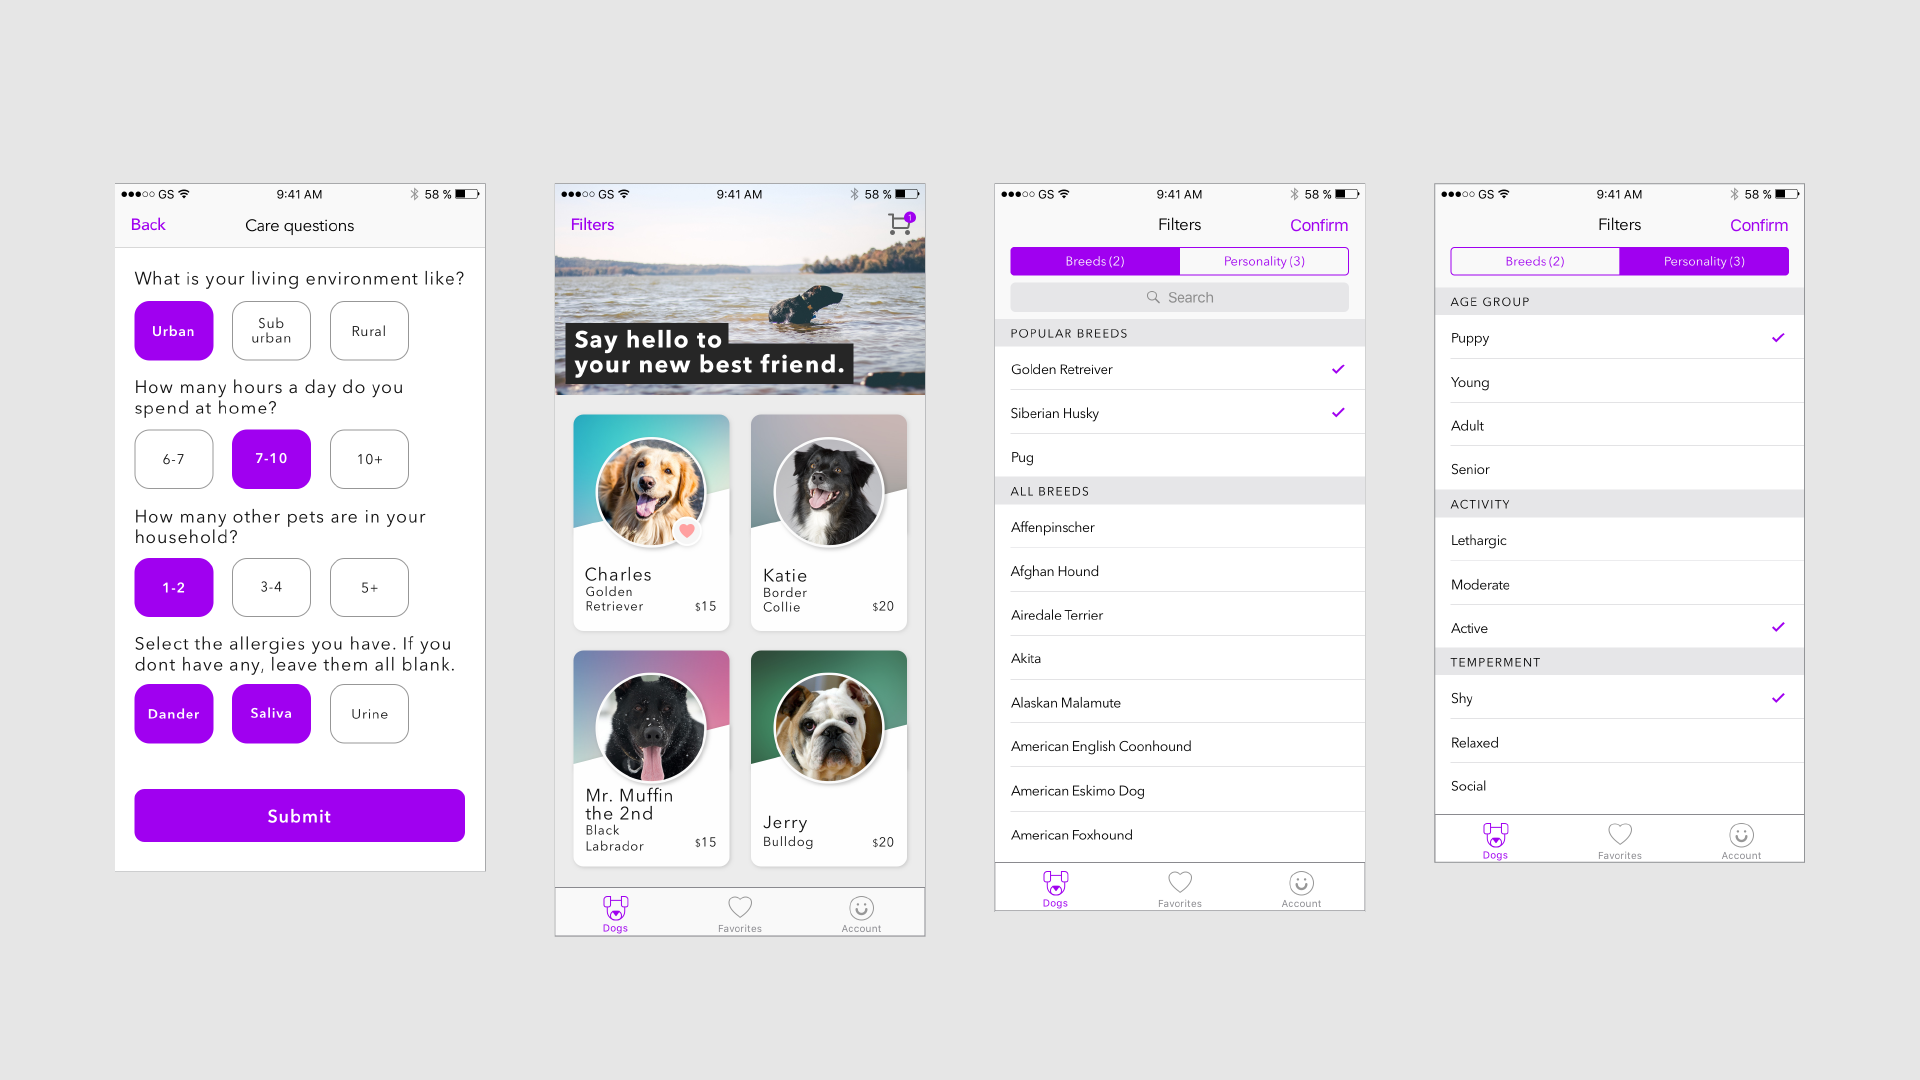 GS 9:41 AM 58 %
Back Care questions
What is your living environment like?
Urban
Sub
urban
Rural
How many hours a day do you
spend at home?
6-7 7-10 10+
How many other pets are in your
household?
1-2 3-4 5+
Select the allergies you have. If you
dont have any, leave them all blank.
Dander Saliva Urine
Submit
GS 9:41 AM 58 %
Filters 1
Say hello to
your new best friend.
Charles
Golden
Retriever $15
Katie
Border
Collie $20
Mr. Muffin
the 2nd
Black
Labrador $15
Jerry
Bulldog $20
Dogs Favorites Account
GS 9:41 AM 58 %
Filters Confirm
Breeds (2) Personality (3)
Search
POPULAR BREEDS
Golden Retreiver
Siberian Husky
Pug
ALL BREEDS
Affenpinscher
Afghan Hound
Airedale Terrier
Akita
Alaskan Malamute
American English Coonhound
American Eskimo Dog
American Foxhound
Dogs Favorites Account
GS 9:41 AM 58 %
Filters Confirm
Breeds (2) Personality (3)
AGE GROUP
Puppy
Young
Adult
Senior
ACTIVITY
Lethargic
Moderate
Active
TEMPERMENT
Shy
Relaxed
Social
Dogs Favorites Account